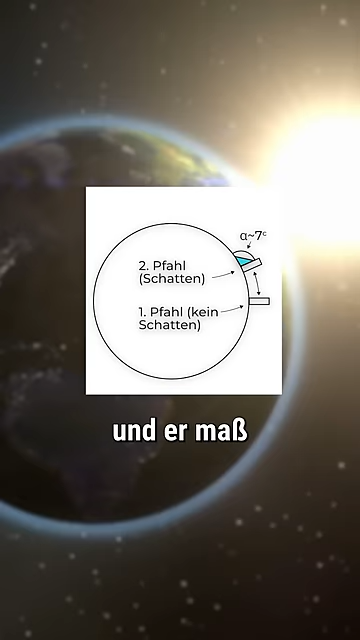 α~7°
2. Pfahl
(Schatten)
1. Pfahl (kein
Schatten)
und er maß